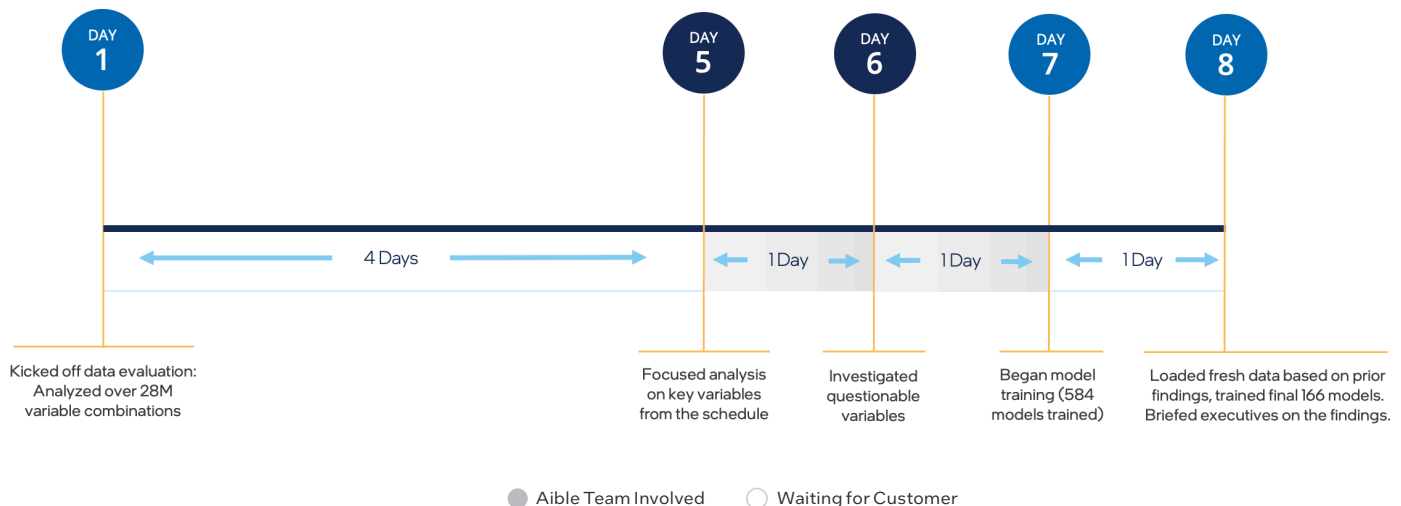 DAY
1
DAY
5
DAY
6
DAY
7
DAY
8
4 Days
1 Day
1 Day
1 Day
Kicked off data evaluation:
Analyzed over 28M
variable combinations
Focused analysis
on key variables
from the schedule
Investigated
questionable
variables
Began model
training (584
models trained)
Loaded fresh data based on prior
findings, trained final 166 models.
Briefed executives on the findings.
Aible Team Involved
Waiting for Customer